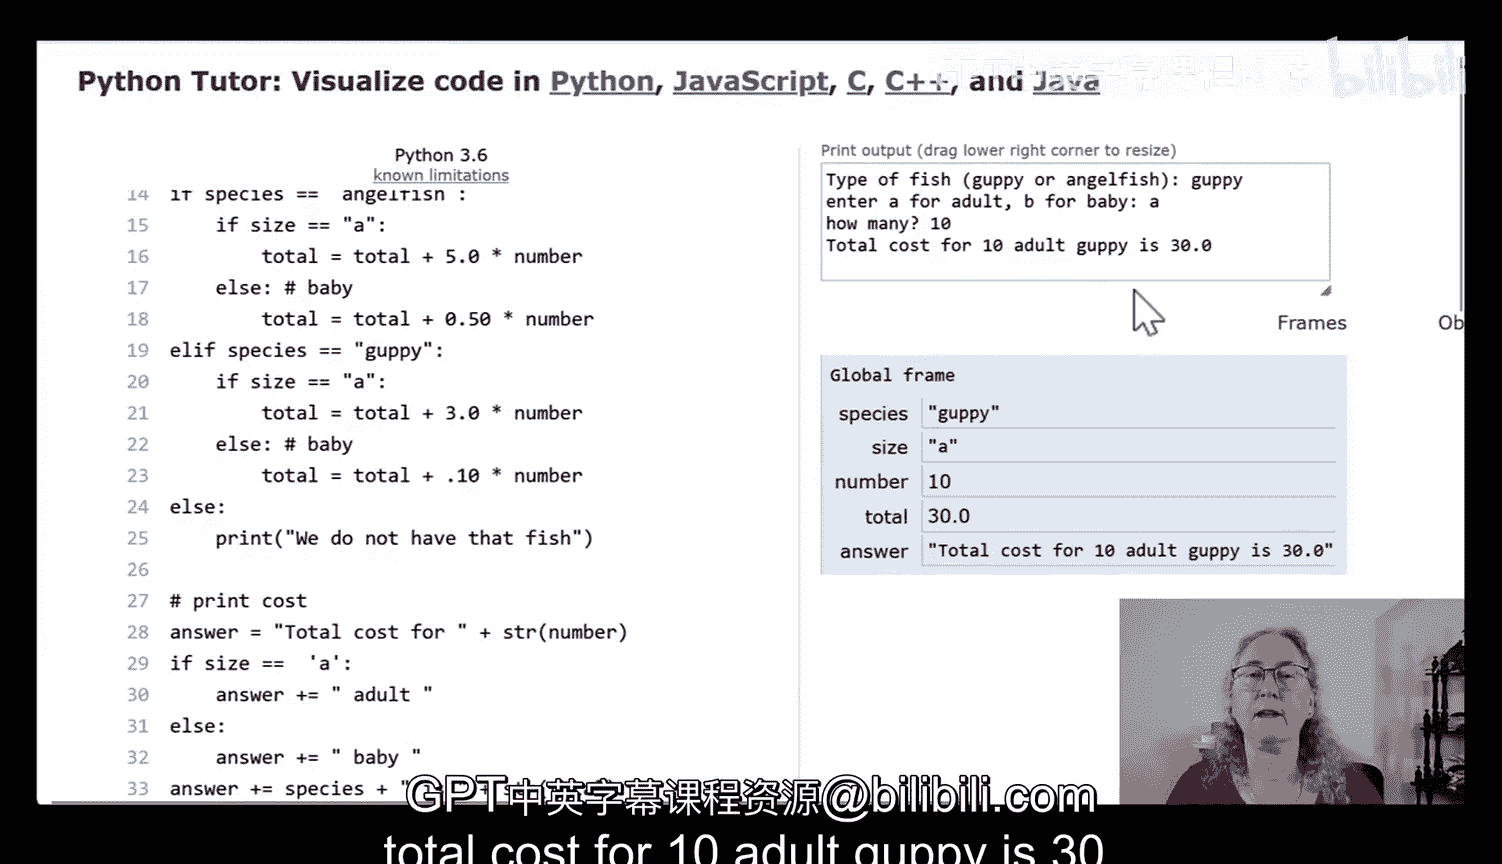 bilibili
Python Tutor: Visualize code in Python, JavaScript, C, C++, and Java
Python 3.6
known limitations
14 if species == angelfish :
15 if size == "a":
16 total = total + 5.0 * number
17 else: # baby
18 total = total + 0.50 * number
19 elif species == "guppy":
20 if size == "a":
21 total = total + 3.0 * number
22 else: # baby
23 total = total + .10 * number
24 else:
25 print("We do not have that fish")
26
27 # print cost
28 answer = "Total cost for " + str(number)
29 if size == 'a':
30 answer += " adult "
31 else:
32 answer += " baby "
33 answer += species + "
Print output (drag lower right corner to resize)
Type of fish (guppy or angelfish): guppy
enter a for adult, b for baby: a
how many? 10
Total cost for 10 adult guppy is 30.0
Frames
Ob
Global frame
species "guppy"
size "a"
number 10
total 30.0
answer "Total cost for 10 adult guppy is 30.0"
GPT中英字幕课程资源@bilibili.com
total cost for 10 adult guppy is 30